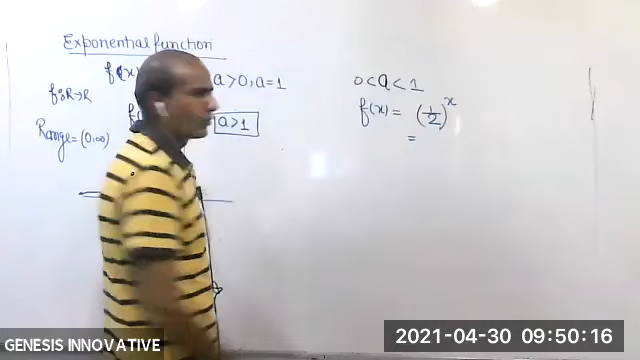 Exponential function
f(x) a>0, a=1
f: R→R
f( a>1
Range = (0,∞)
0<a<1
f(x) = (1/2)^x
=
2021-04-30 09:50:16
GENESIS INNOVATIVE